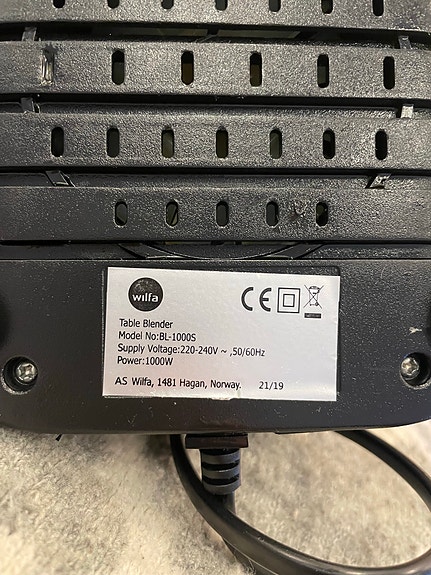 wilfa
CE
Table Blender
Model No:BL-1000S
Supply Voltage:220-240V ~ ,50/60Hz
Power:1000W
AS Wilfa, 1481 Hagan, Norway. 21/19